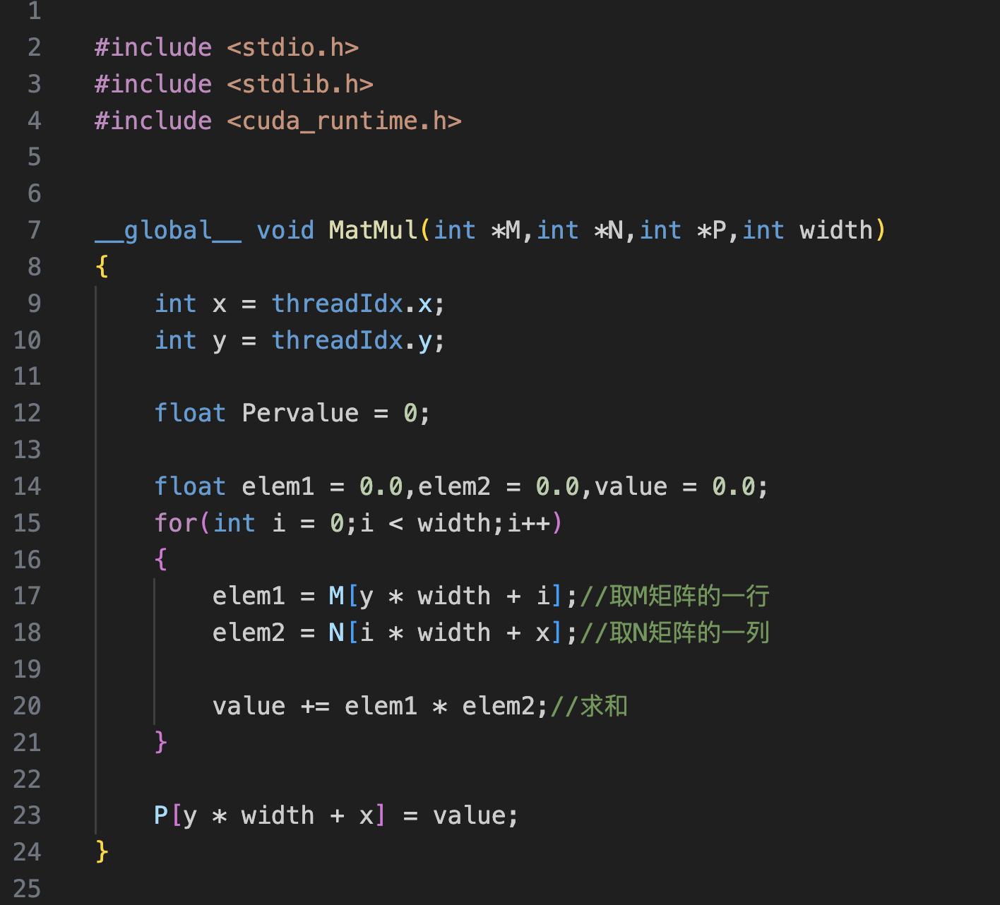 1
2 #include <stdio.h>
3 #include <stdlib.h>
4 #include <cuda_runtime.h>
5
6
7 __global__ void MatMul(int *M,int *N,int *P,int width)
8 {
9     int x = threadIdx.x;
10     int y = threadIdx.y;
11
12     float Pervalue = 0;
13
14     float elem1 = 0.0,elem2 = 0.0,value = 0.0;
15     for(int i = 0;i < width;i++)
16     {
17         elem1 = M[y * width + i];//取M矩阵的一行
18         elem2 = N[i * width + x];//取N矩阵的一列
19
20         value += elem1 * elem2;//求和
21     }
22
23     P[y * width + x] = value;
24 }
25